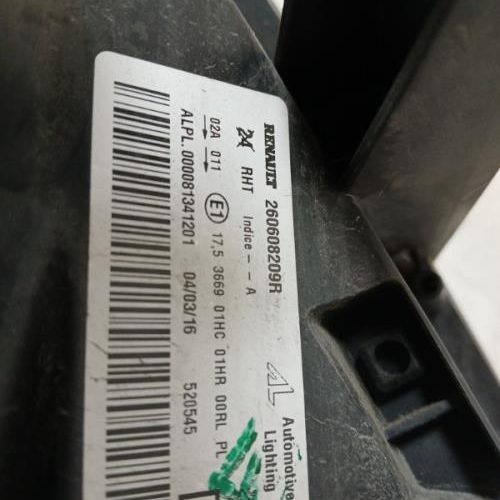 RENAULT 260608209R
RHT Indice - - A
Automotive
Lighting
02A 011 E1 17,5 3669 01HC 01HR 00RL PL
ALPL.000081341201 04/03/16 520545